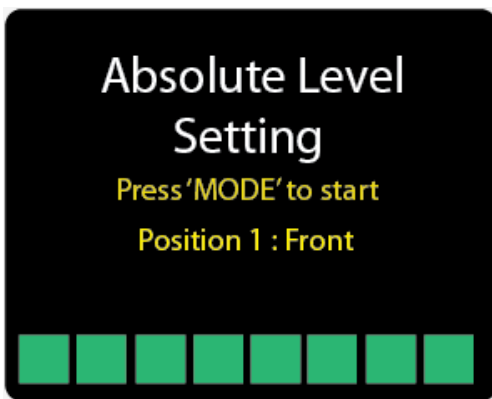 Absolute Level
Setting
Press 'MODE' to start
Position 1 : Front